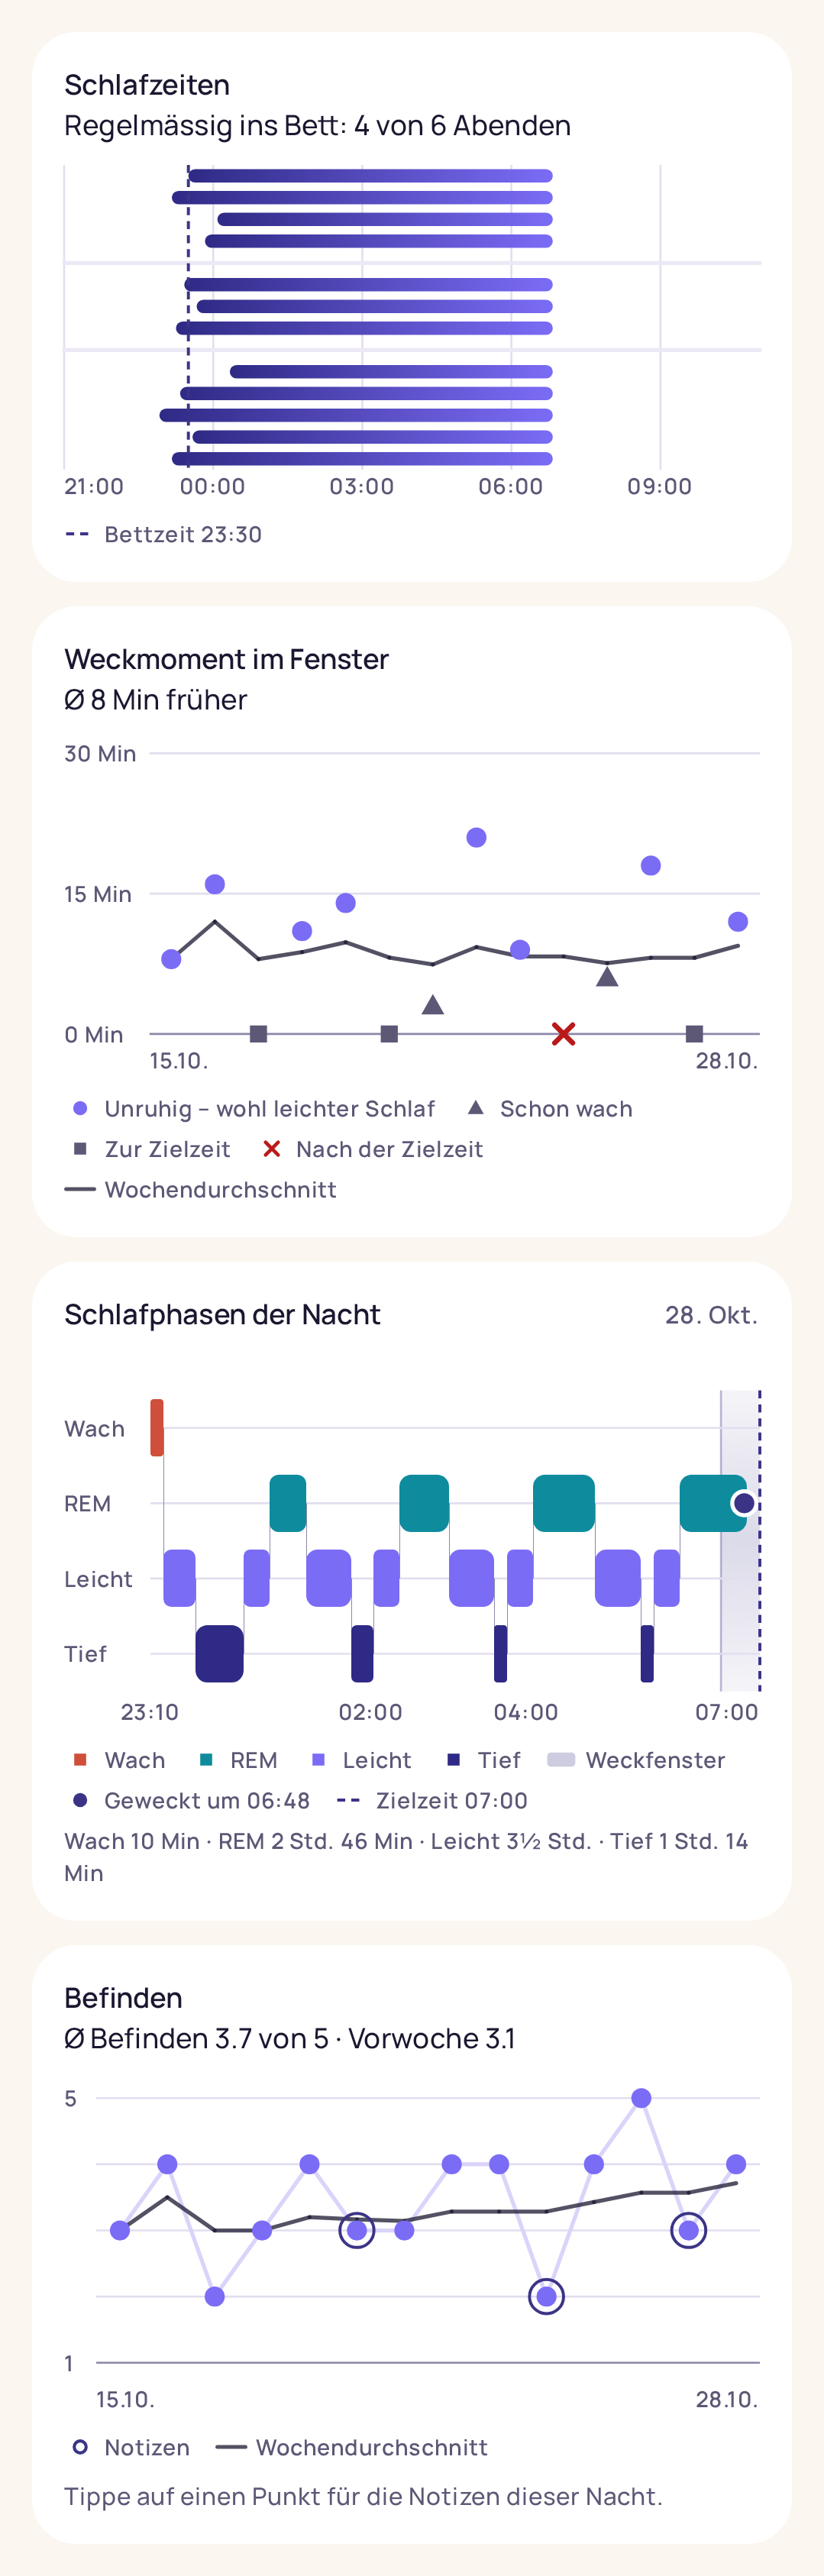 Schlafzeiten
Regelmässig ins Bett: 4 von 6 Abenden
21:00 00:00 03:00 06:00 09:00
Bettzeit 23:30
Weckmoment im Fenster
Ø 8 Min früher
30 Min
15 Min
0 Min
15.10. 28.10.
Unruhig – wohl leichter Schlaf Schon wach
Zur Zielzeit Nach der Zielzeit
Wochendurchschnitt
Schlafphasen der Nacht 28. Okt.
Wach
REM
Leicht
Tief
23:10 02:00 04:00 07:00
Wach REM Leicht Tief Weckfenster
Geweckt um 06:48 Zielzeit 07:00
Wach 10 Min · REM 2 Std. 46 Min · Leicht 3½ Std. · Tief 1 Std. 14
Min
Befinden
Ø Befinden 3.7 von 5 · Vorwoche 3.1
5
1
15.10. 28.10.
Notizen Wochendurchschnitt
Tippe auf einen Punkt für die Notizen dieser Nacht.